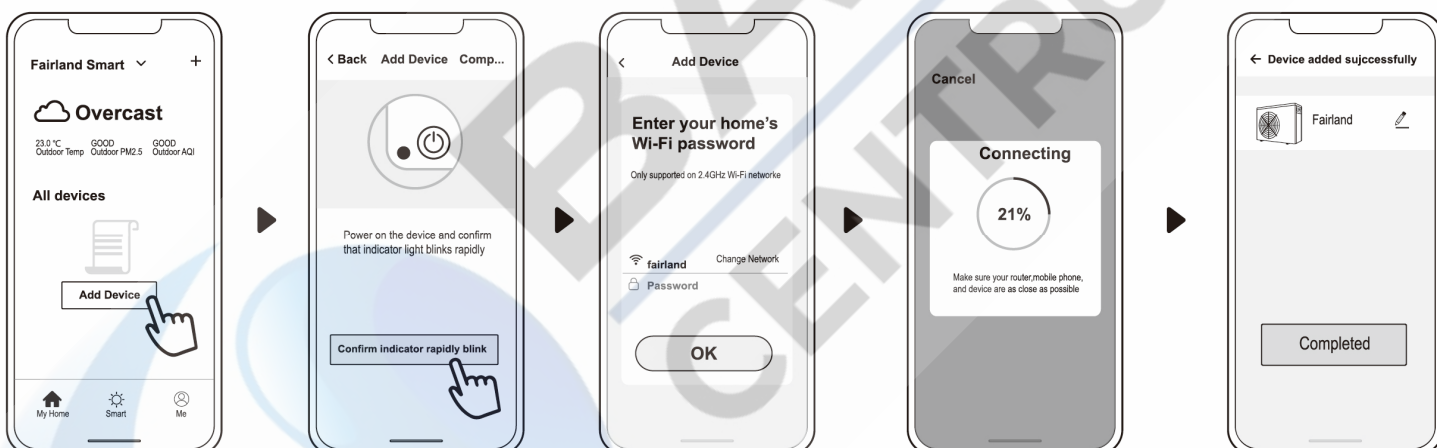 Fairland Smart +
Overcast
23.0 ℃ GOOD GOOD
Outdoor Temp Outdoor PM2.5 Outdoor AQI
All devices
Add Device
My Home Smart Me
< Back Add Device Comp...
Power on the device and confirm
that indicator light blinks rapidly
Confirm indicator rapidly blink
< Add Device
Enter your home's
Wi-Fi password
Only supported on 2.4GHz Wi-Fi networke
fairland Change Network
Password
OK
Cancel
Connecting
21%
Make sure your router,mobile phone,
and device are as close as possible
← Device added sujccessfully
Fairland
Completed